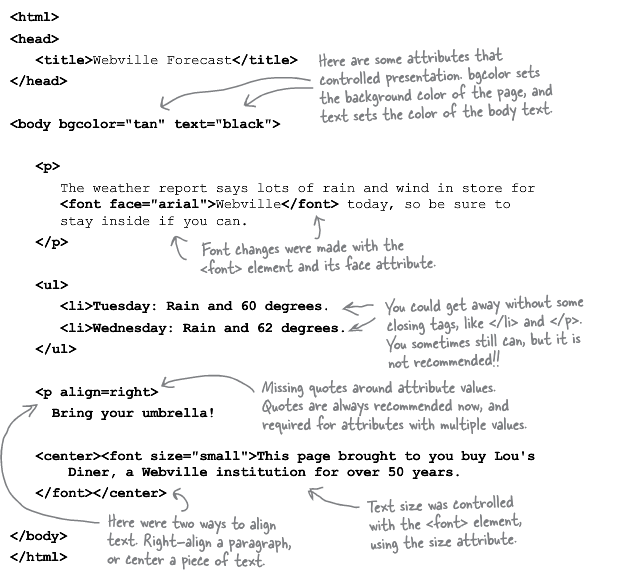 <html>
<head>
<title>Webville Forecast</title>
</head>
Here are some attributes that
controlled presentation. bgcolor sets
the background color of the page, and
text sets the color of the body text.
<body bgcolor="tan" text="black">
<p>
The weather report says lots of rain and wind in store for
<font face="arial">Webville</font> today, so be sure to
stay inside if you can.
</p>
Font changes were made with the
<font> element and its face attribute.
<ul>
<li>Tuesday: Rain and 60 degrees.
<li>Wednesday: Rain and 62 degrees.
</ul>
You could get away without some
closing tags, like </li> and </p>.
You sometimes still can, but it is
not recommended!!
<p align=right>
Bring your umbrella!
Missing quotes around attribute values.
Quotes are always recommended now, and
required for attributes with multiple values.
<center><font size="small">This page brought to you buy Lou's
Diner, a Webville institution for over 50 years.
</font></center>
Here were two ways to align
text. Right-align a paragraph,
or center a piece of text.
Text size was controlled
with the <font> element,
using the size attribute.
</body>
</html>